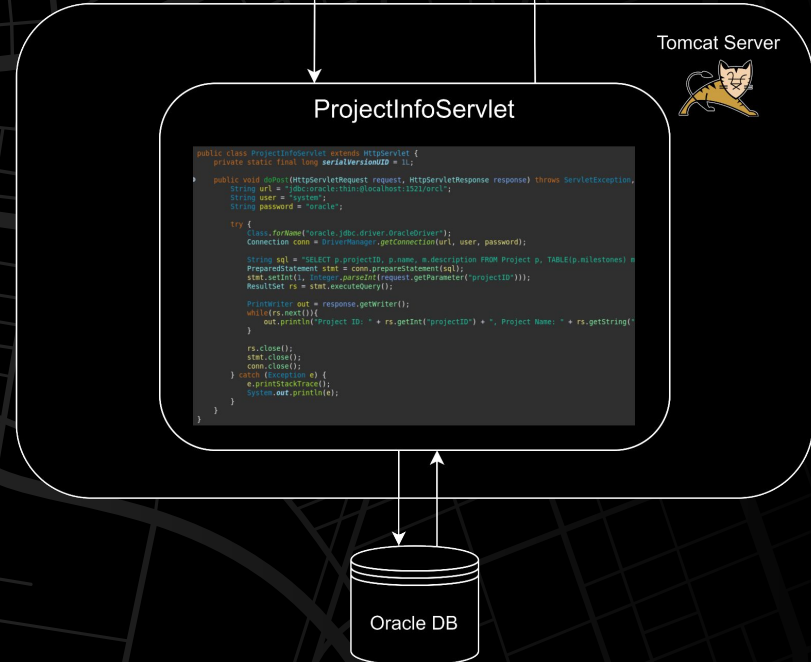 Tomcat Server
ProjectInfoServlet
public class ProjectInfoServlet extends HttpServlet {
    private static final long serialVersionUID = 1L;
    public void doPost(HttpServletRequest request, HttpServletResponse response) throws ServletException,
        String url = "jdbc:oracle:thin:@localhost:1521/orcl";
        String user = "system";
        String password = "oracle";
        try {
            Class.forName("oracle.jdbc.driver.OracleDriver");
            Connection conn = DriverManager.getConnection(url, user, password);
            String sql = "SELECT p.projectID, p.name, m.description FROM Project p, TABLE(p.milestones) m
            PreparedStatement stmt = conn.prepareStatement(sql);
            stmt.setInt(1, Integer.parseInt(request.getParameter("projectID")));
            ResultSet rs = stmt.executeQuery();
            PrintWriter out = response.getWriter();
            while(rs.next()){
                out.println("Project ID: " + rs.getInt("projectID") + ", Project Name: " + rs.getString("
            }
            rs.close();
            stmt.close();
            conn.close();
        } catch (Exception e) {
            e.printStackTrace();
            System.out.println(e);
        }
    }
}
Oracle DB